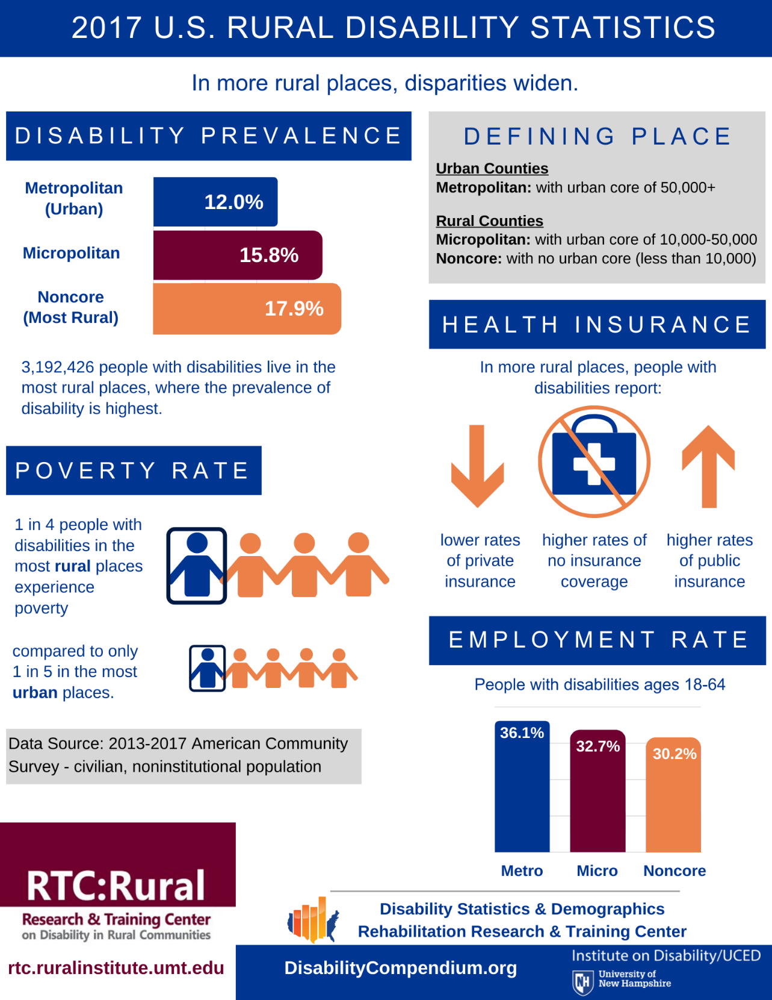 2017 U.S. RURAL DISABILITY STATISTICS
In more rural places, disparities widen.
DISABILITY PREVALENCE
Metropolitan
(Urban)
12.0%
Micropolitan
15.8%
Noncore
(Most Rural)
17.9%
3,192,426 people with disabilities live in the
most rural places, where the prevalence of
disability is highest.
POVERTY RATE
1 in 4 people with
disabilities in the
most rural places
experience
poverty
compared to only
1 in 5 in the most
urban places.
Data Source: 2013-2017 American Community
Survey - civilian, noninstitutional population
DEFINING PLACE
Urban Counties
Metropolitan: with urban core of 50,000+
Rural Counties
Micropolitan: with urban core of 10,000-50,000
Noncore: with no urban core (less than 10,000)
HEALTH INSURANCE
In more rural places, people with
disabilities report:
lower rates
of private
insurance
higher rates of
no insurance
coverage
higher rates
of public
insurance
EMPLOYMENT RATE
People with disabilities ages 18-64
36.1%
32.7%
30.2%
Metro
Micro
Noncore
RTC:Rural
Research & Training Center
on Disability in Rural Communities
rtc.ruralinstitute.umt.edu
Disability Statistics & Demographics
Rehabilitation Research & Training Center
DisabilityCompendium.org
Institute on Disability/UCED
NH
University of
New Hampshire